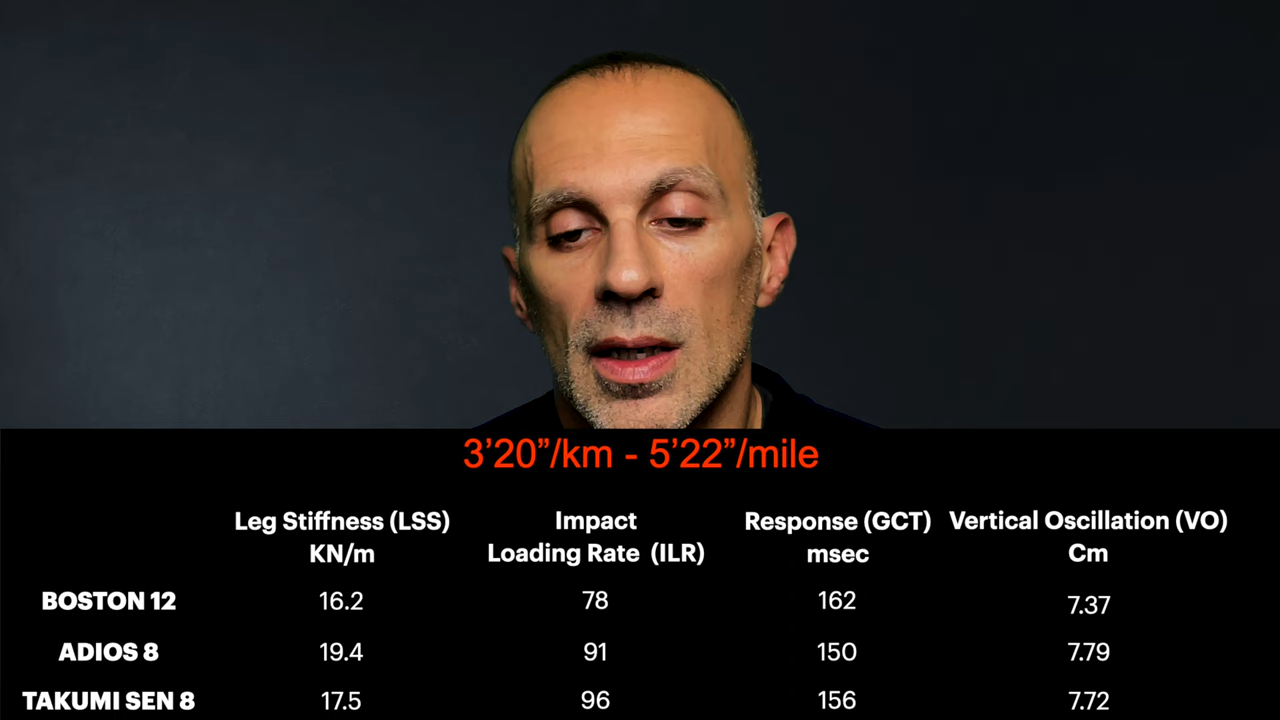 3’20”/km - 5’22”/mile
Leg Stiffness (LSS) Impact Response (GCT) Vertical Oscillation (VO)
KN/m Loading Rate (ILR) msec Cm
BOSTON 12 16.2 78 162 7.37
ADIOS 8 19.4 91 150 7.79
TAKUMI SEN 8 17.5 96 156 7.72